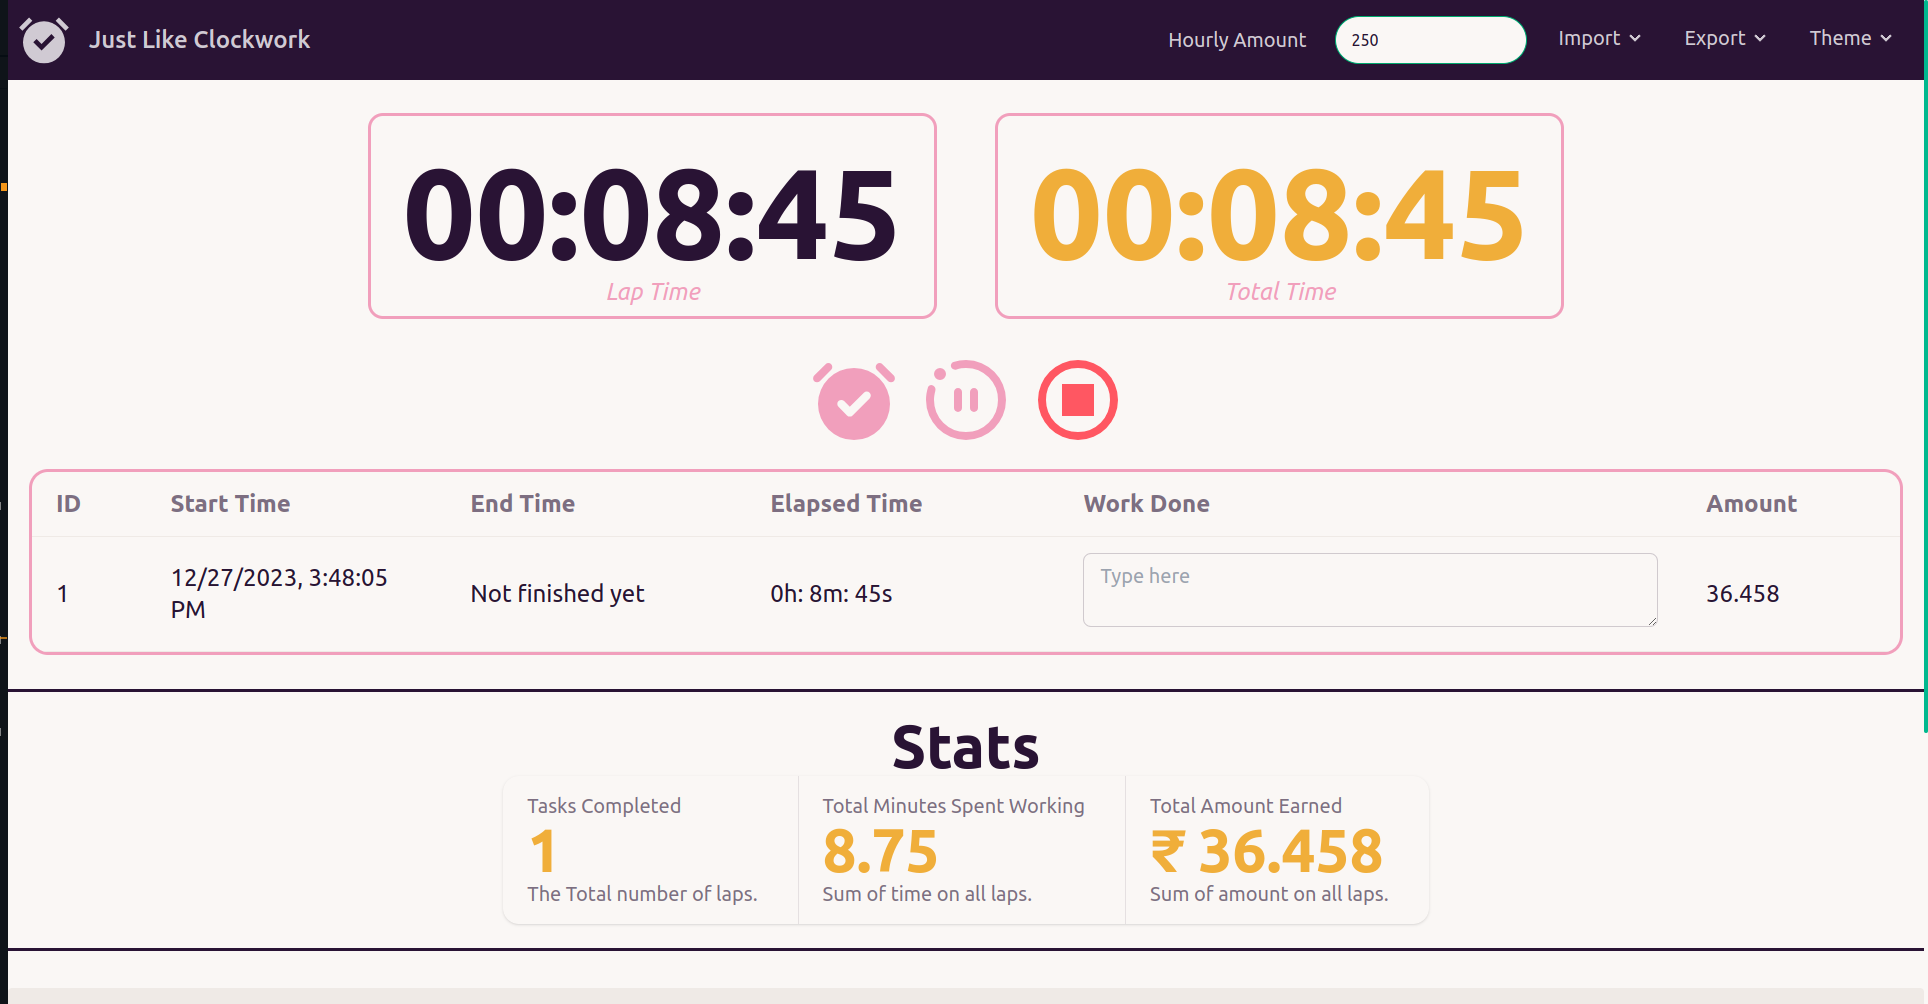 Just Like Clockwork
Hourly Amount 250 Import Export Theme
00:08:45
Lap Time
00:08:45
Total Time
ID Start Time End Time Elapsed Time Work Done Amount
1 12/27/2023, 3:48:05 PM Not finished yet 0h: 8m: 45s Type here 36.458
Stats
Tasks Completed
1
The Total number of laps.
Total Minutes Spent Working
8.75
Sum of time on all laps.
Total Amount Earned
₹ 36.458
Sum of amount on all laps.